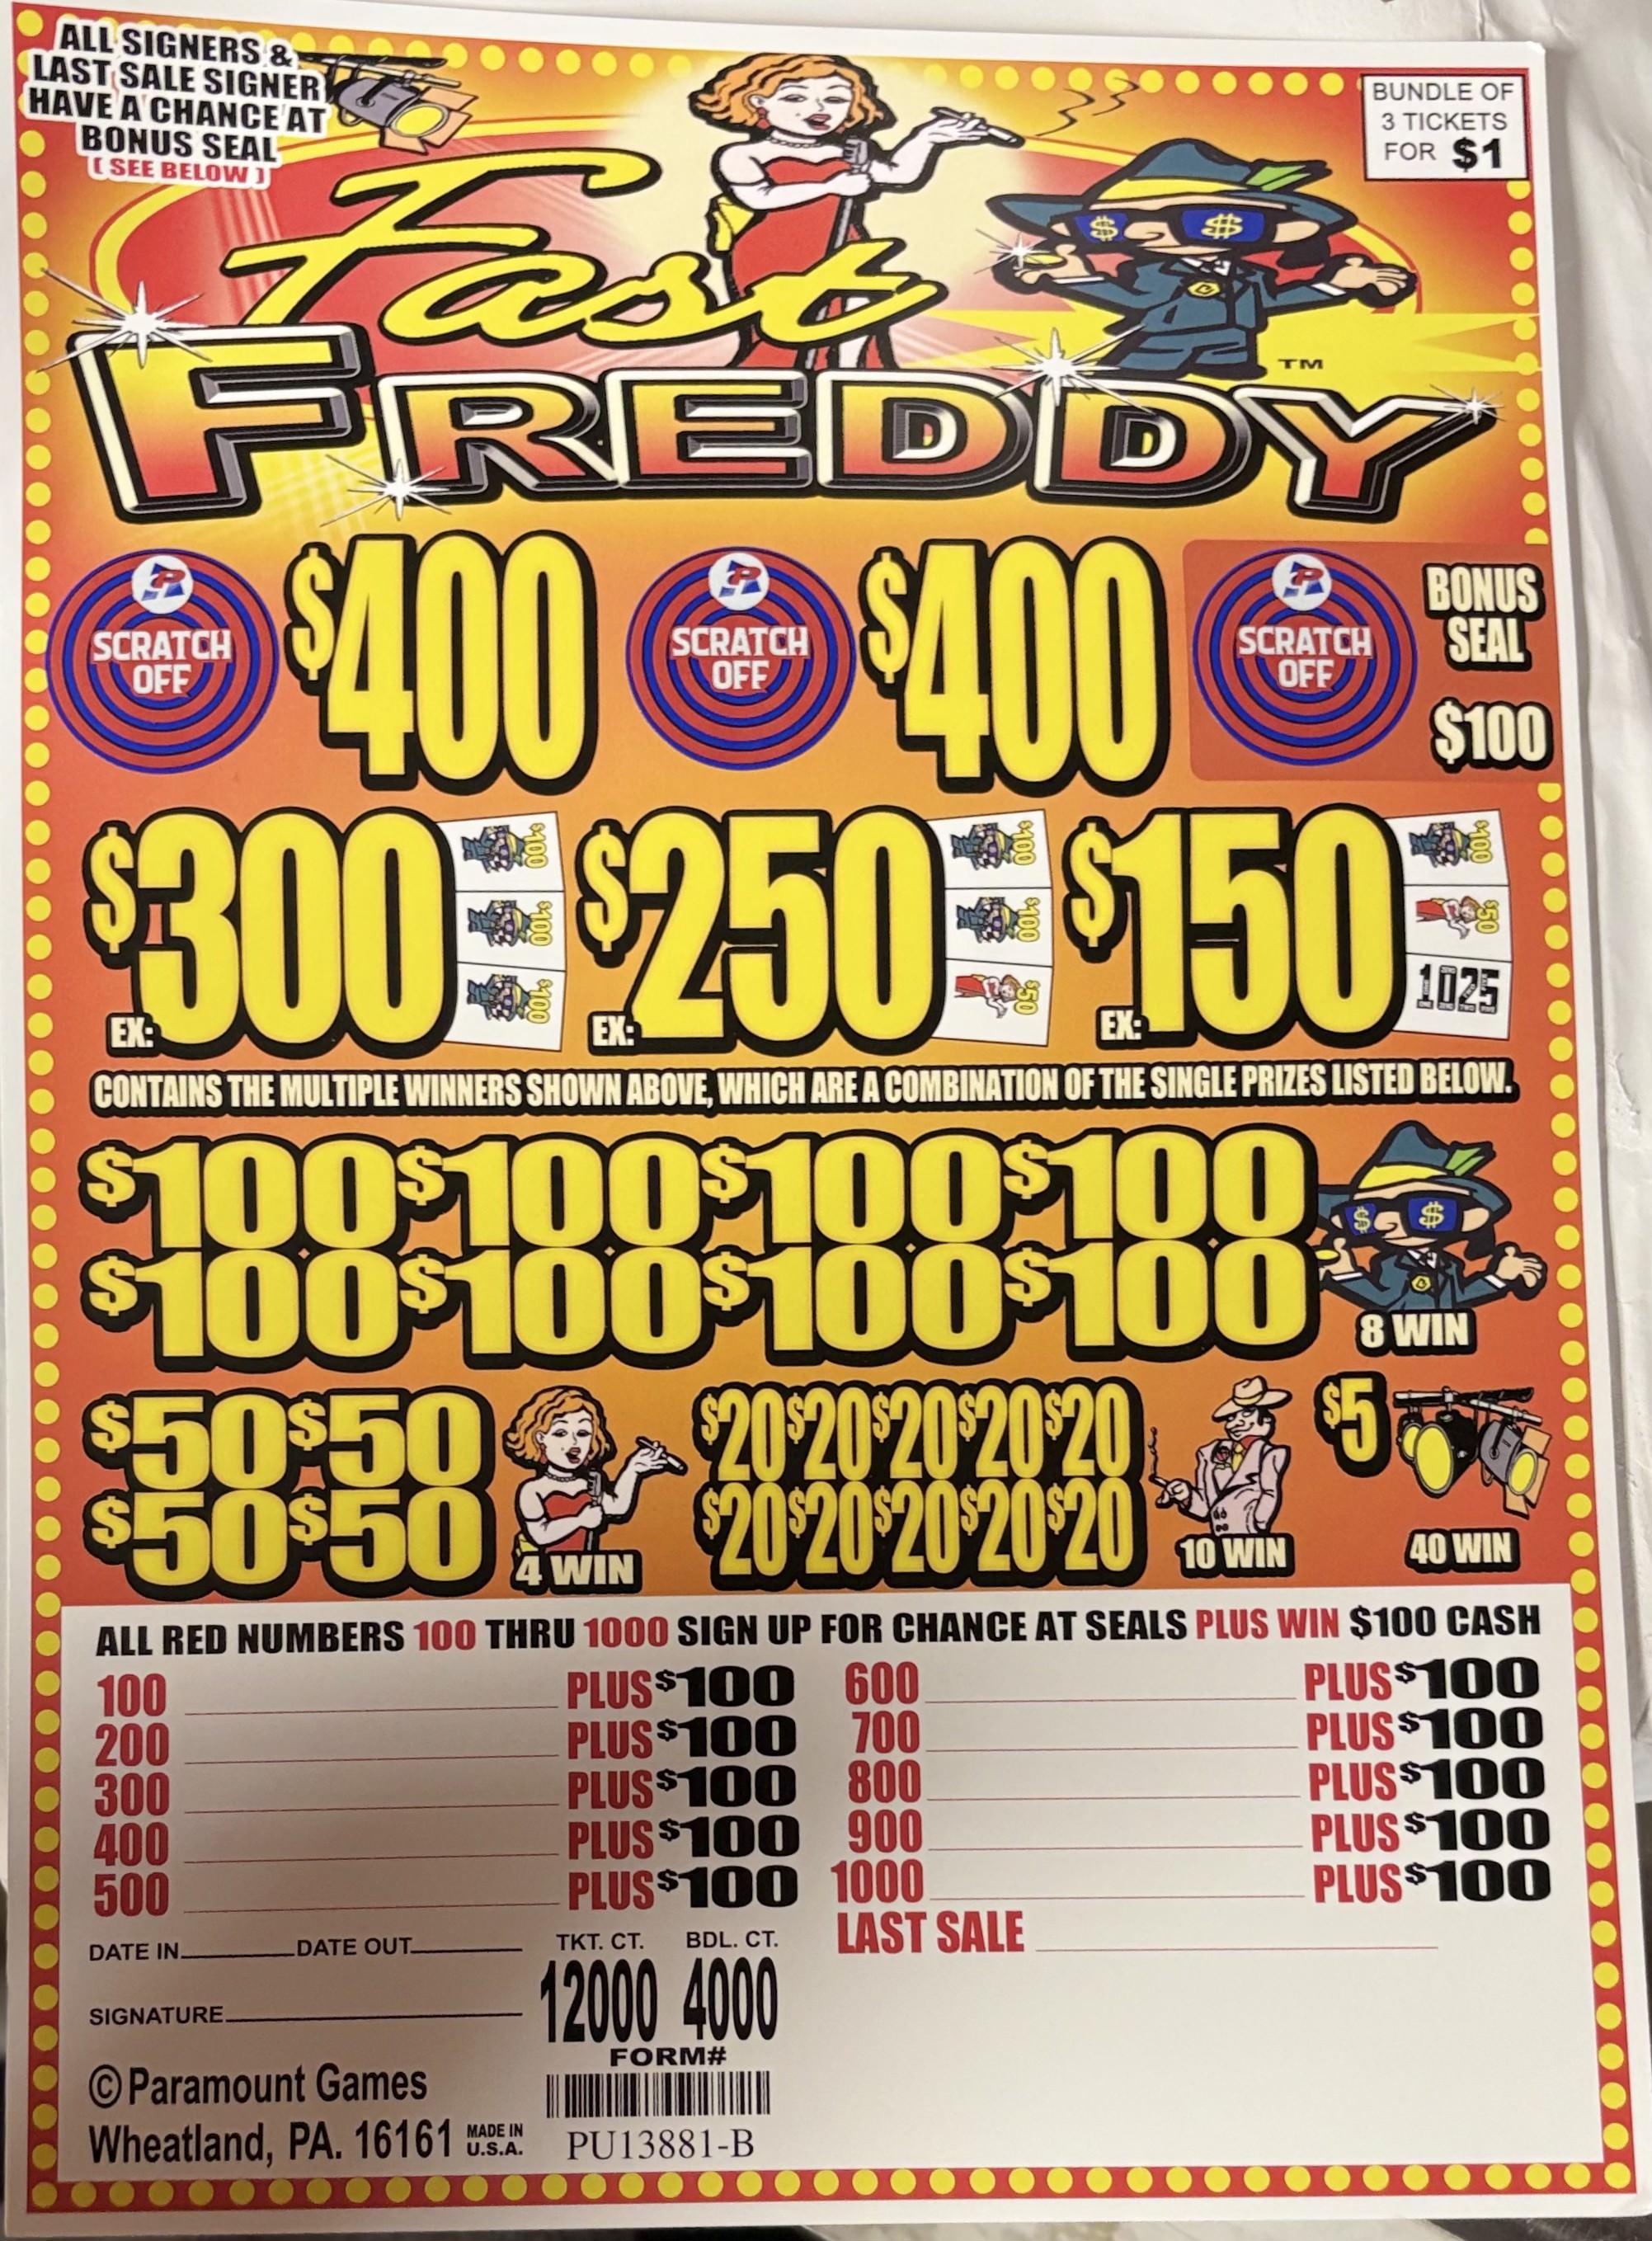 ALL SIGNERS &
LAST SALE SIGNER
HAVE A CHANCE AT
BONUS SEAL
( SEE BELOW )
BUNDLE OF
3 TICKETS
FOR $1
Fast
FREDDY
TM
SCRATCH
OFF
$400
SCRATCH
OFF
$400
SCRATCH
OFF
BONUS
SEAL
$100
EX: $300
$100
$100
$100
EX: $250
$100
$100
$50
EX: $150
$100
$50
1025
CONTAINS THE MULTIPLE WINNERS SHOWN ABOVE, WHICH ARE A COMBINATION OF THE SINGLE PRIZES LISTED BELOW.
$100 $100 $100 $100
$100 $100 $100 $100
8 WIN
$50 $50
$50 $50
4 WIN
$20 $20 $20 $20 $20
$20 $20 $20 $20 $20
10 WIN
$5
40 WIN
ALL RED NUMBERS 100 THRU 1000 SIGN UP FOR CHANCE AT SEALS PLUS WIN $100 CASH
100 PLUS $100
200 PLUS $100
300 PLUS $100
400 PLUS $100
500 PLUS $100
600 PLUS $100
700 PLUS $100
800 PLUS $100
900 PLUS $100
1000 PLUS $100
LAST SALE
DATE IN DATE OUT
SIGNATURE
TKT. CT. BDL. CT.
12000 4000
FORM#
PU13881-B
© Paramount Games
Wheatland, PA. 16161
MADE IN
U.S.A.